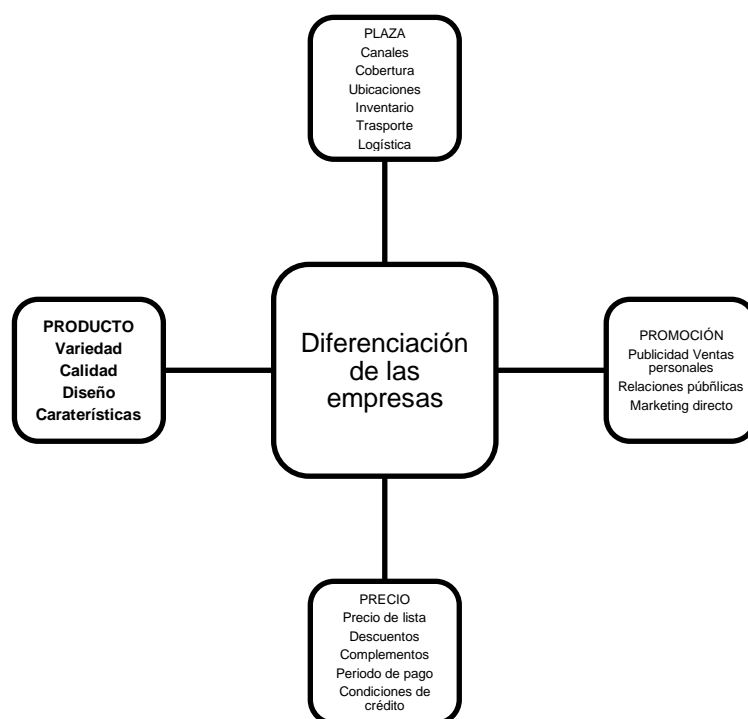 PLAZA
Canales
Cobertura
Ubicaciones
Inventario
Trasporte
Logística
PRODUCTO
Variedad
Calidad
Diseño
Caraterísticas
Diferenciación
de las
empresas
PROMOCIÓN
Publicidad Ventas
personales
Relaciones púbñlicas
Marketing directo
PRECIO
Precio de lista
Descuentos
Complementos
Periodo de pago
Condiciones de
crédito